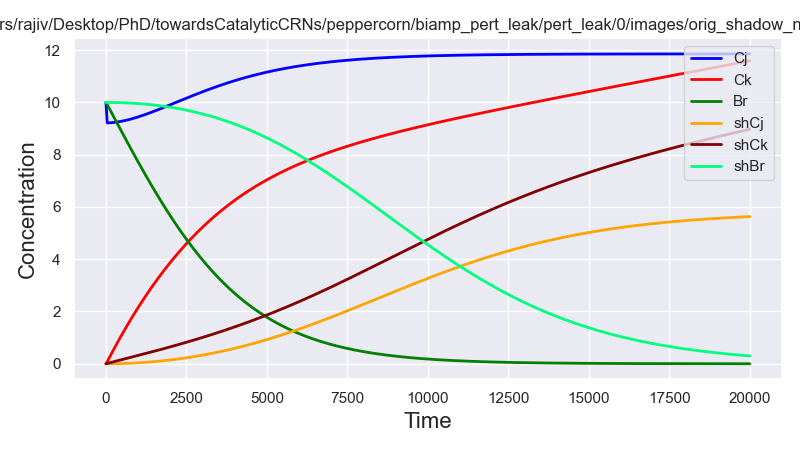 rs/rajiv/Desktop/PhD/towardsCatalyticCRNs/peppercorn/biamp_pert_leak/pert_leak/0/images/orig_shadow_n
12
10
8
6
4
2
0
Concentration
Cj
Ck
Br
shCj
shCk
shBr
0 2500 5000 7500 10000 12500 15000 17500 20000
Time